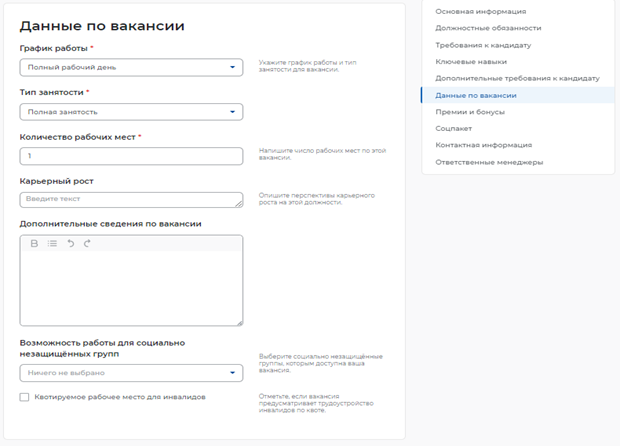 Данные по вакансии
График работы *
Полный рабочий день
Укажите график работы и тип
занятости для вакансии.
Тип занятости *
Полная занятость
Количество рабочих мест *
1
Напишите число рабочих мест по этой
вакансии.
Карьерный рост
Введите текст
Опишите перспективы карьерного
роста на этой должности.
Дополнительные сведения по вакансии
B
Возможность работы для социально
незащищённых групп
Ничего не выбрано
Выберите социально незащищённые
группы, которым доступна ваша
вакансия.
Квотируемое рабочее место для инвалидов
Отметьте, если вакансия
предусматривает трудоустройство
инвалидов по квоте.
Основная информация
Должностные обязанности
Требования к кандидату
Ключевые навыки
Дополнительные требования к кандидату
Данные по вакансии
Премии и бонусы
Соцпакет
Контактная информация
Ответственные менеджеры